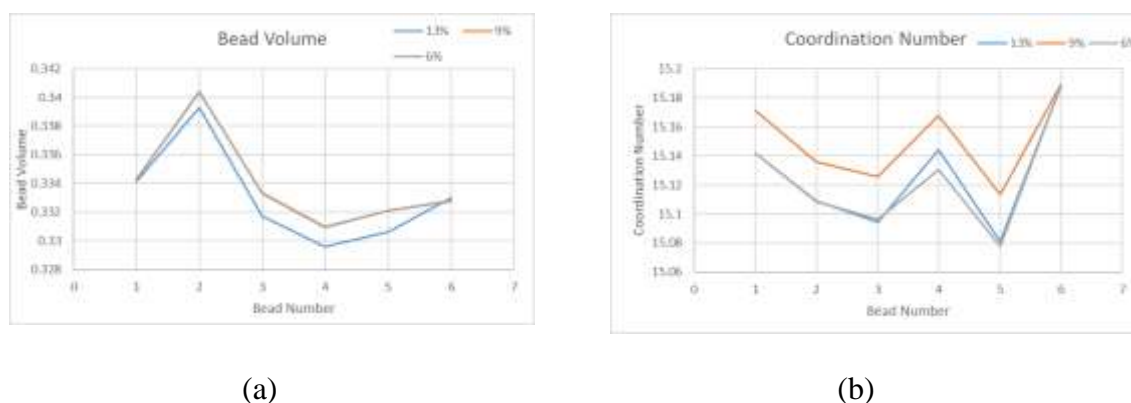 Bead Volume
13% 9%
6%
0.342
0.34
0.338
0.336
0.334
0.332
0.33
0.328
0 1 2 3 4 5 6 7
Bead Volume
Bead Number
(a)
Coordination Number
13% 9% 6%
15.2
15.18
15.16
15.14
15.12
15.1
15.08
15.06
0 1 2 3 4 5 6 7
Coordination Number
Bead Number
(b)